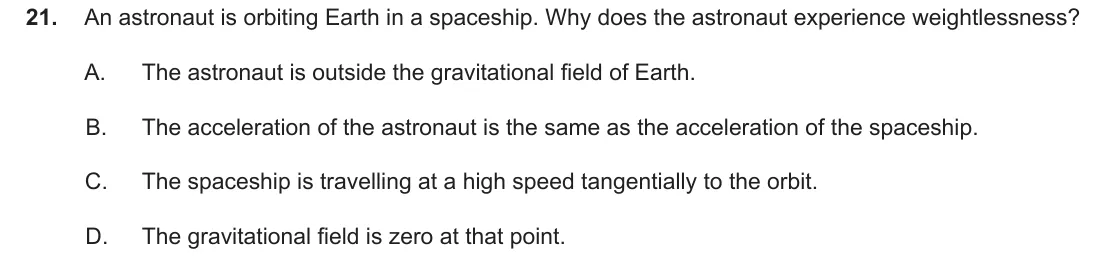 21. An astronaut is orbiting Earth in a spaceship. Why does the astronaut experience weightlessness?
A. The astronaut is outside the gravitational field of Earth.
B. The acceleration of the astronaut is the same as the acceleration of the spaceship.
C. The spaceship is travelling at a high speed tangentially to the orbit.
D. The gravitational field is zero at that point.